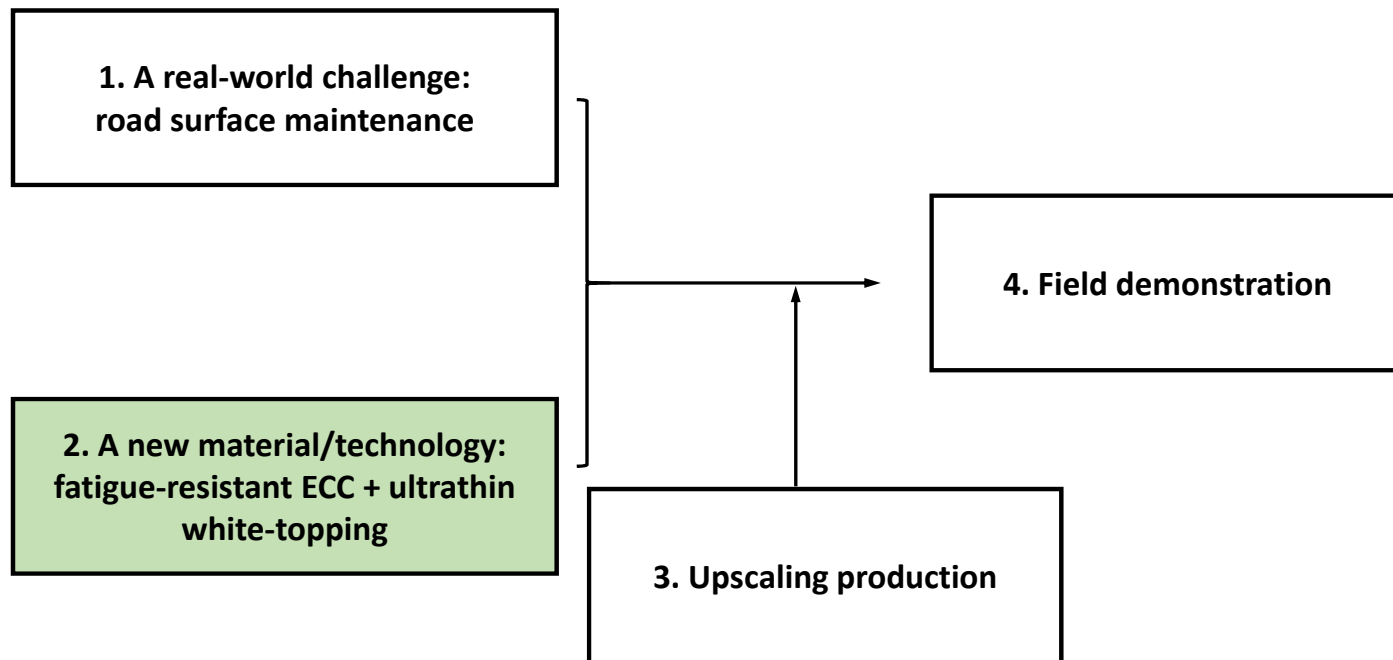 1. A real-world challenge:
road surface maintenance
2. A new material/technology:
fatigue-resistant ECC + ultrathin
white-topping
3. Upscaling production
4. Field demonstration